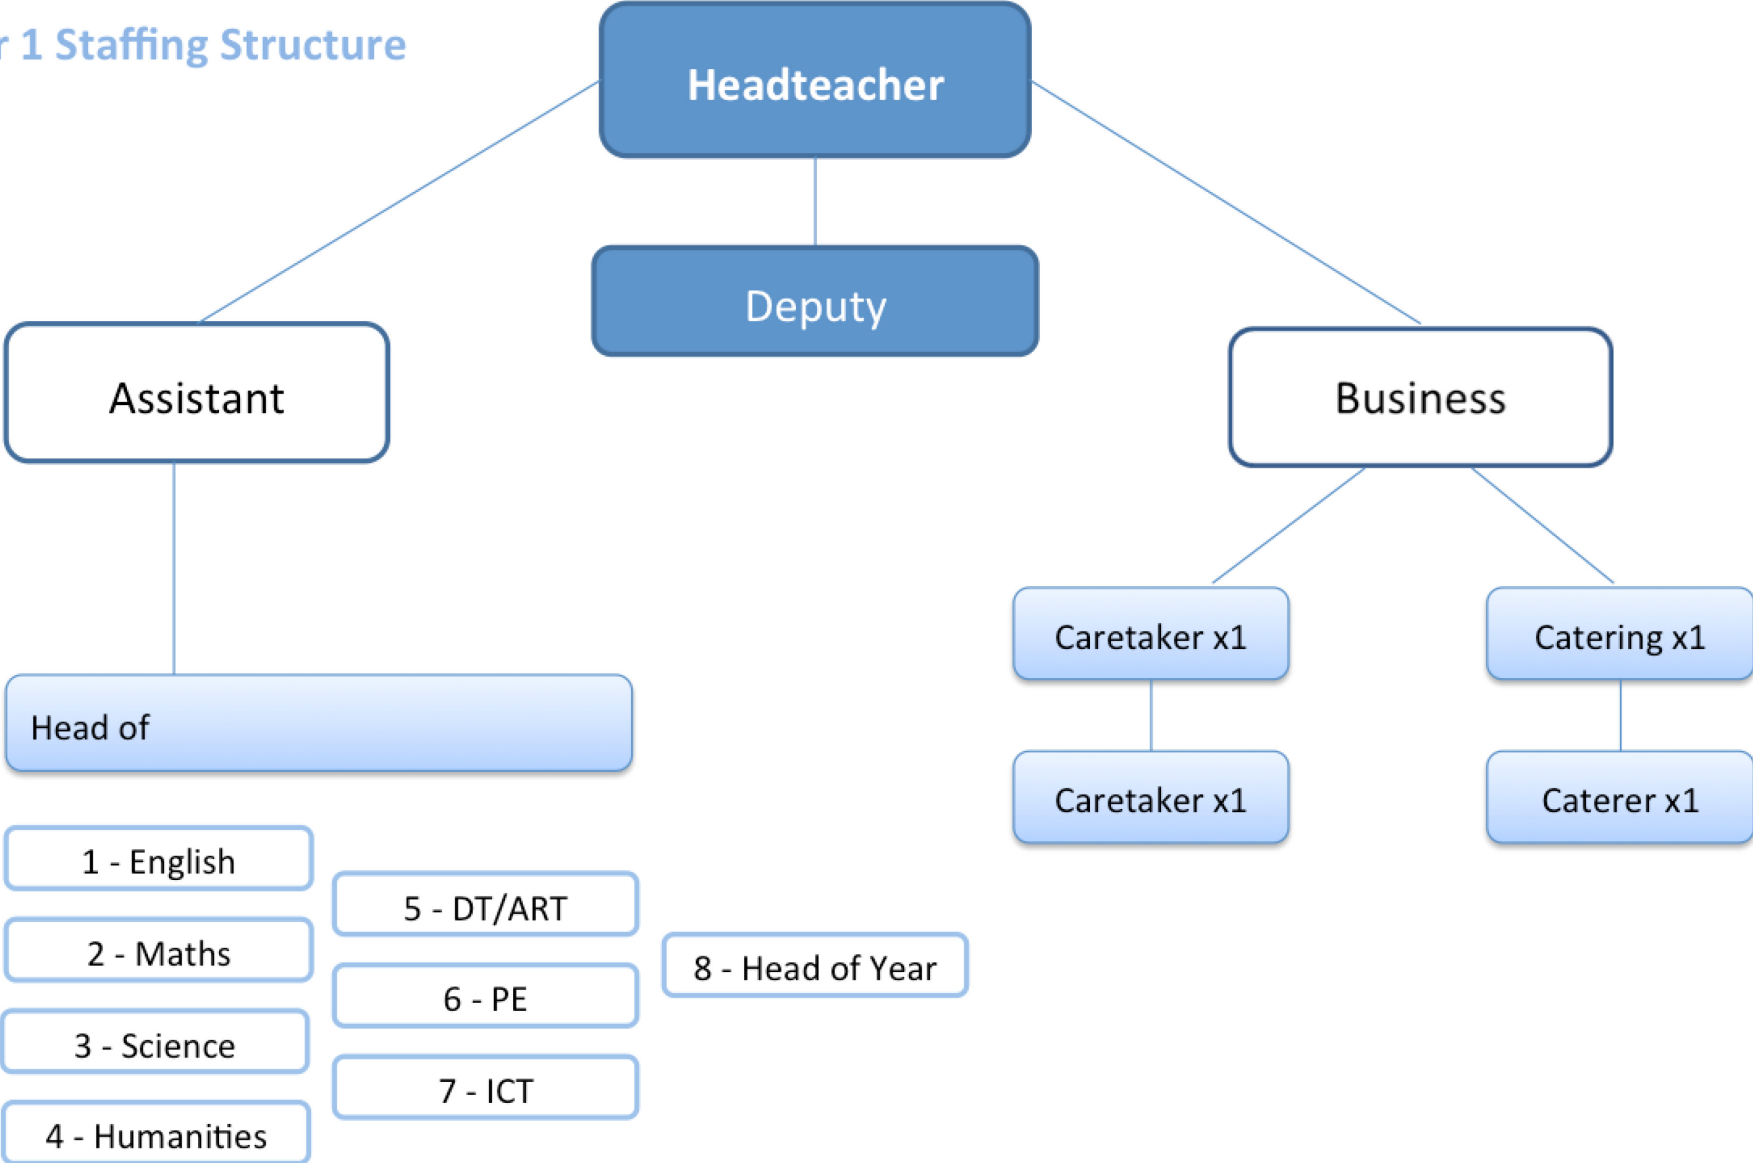 r 1 Staffing Structure
Headteacher
Deputy
Assistant
Business
Caretaker x1
Catering x1
Head of
Caretaker x1
Caterer x1
1 - English
2 - Maths
3 - Science
4 - Humanities
5 - DT/ART
6 - PE
7 - ICT
8 - Head of Year